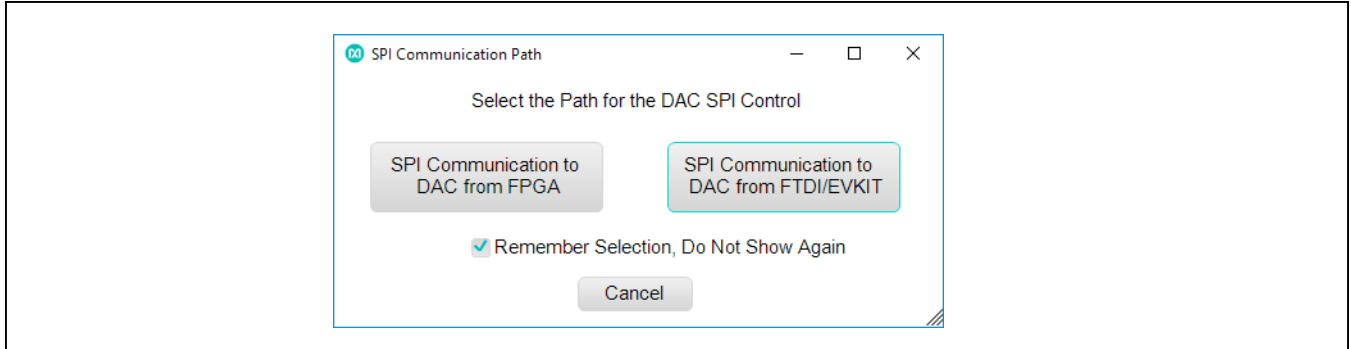 SPI Communication Path
Select the Path for the DAC SPI Control
SPI Communication to
DAC from FPGA
SPI Communication to
DAC from FTDI/EVKIT
Remember Selection, Do Not Show Again
Cancel